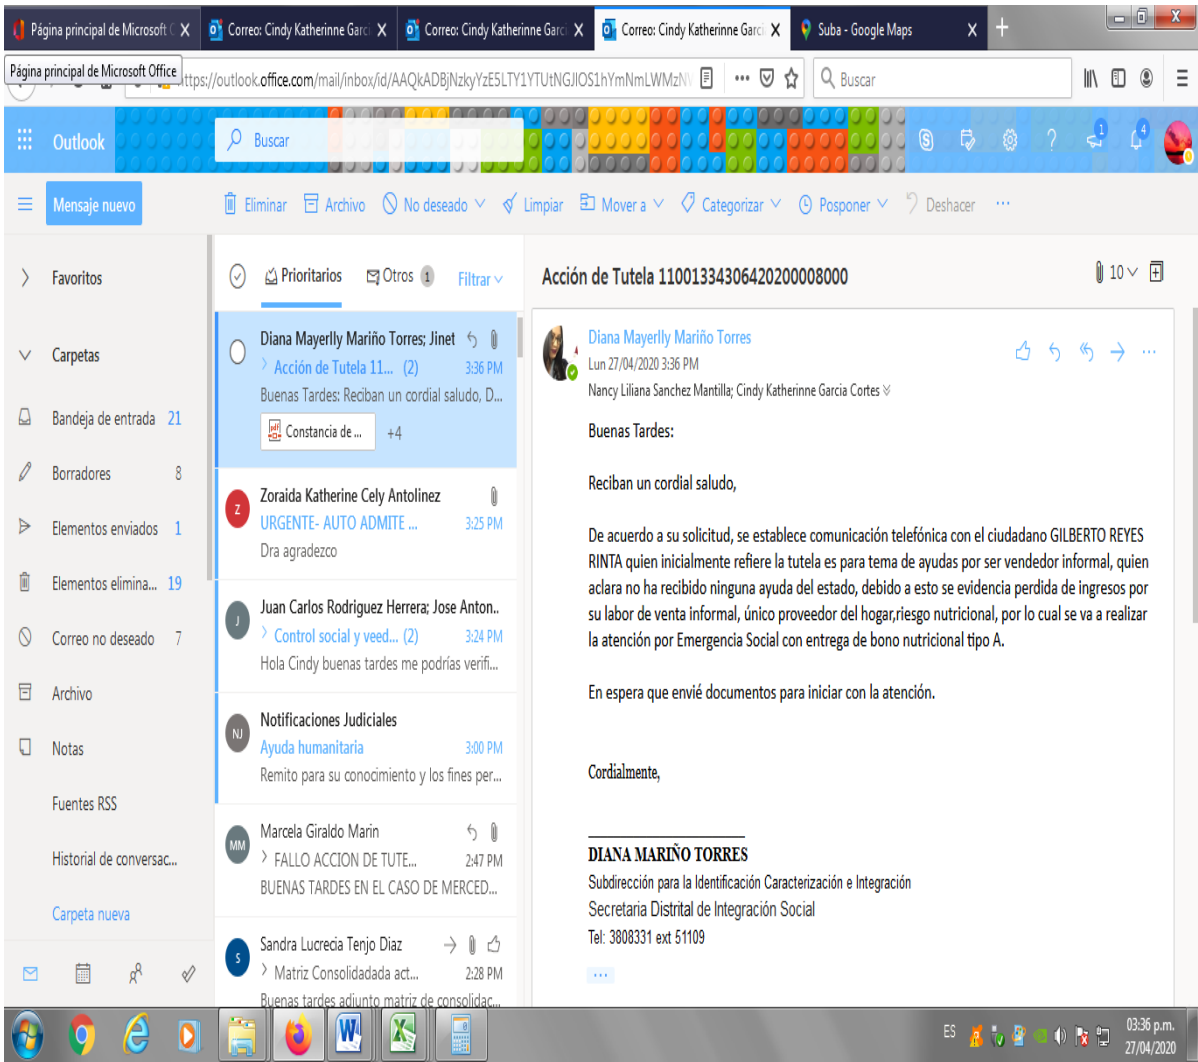 Página principal de Microsoft O
Correo: Cindy Katherinne Garci
Correo: Cindy Katherinne Garci
Correo: Cindy Katherinne Garci
Suba - Google Maps
Página principal de Microsoft Office
https://outlook.office.com/mail/inbox/id/AAQkADBjNzkyYzE5LTY1YTUtNGJlOS1hYmNmLWMzNV
Buscar
Outlook
Buscar
1
4
Mensaje nuevo
Eliminar
Archivo
No deseado
Limpiar
Mover a
Categorizar
Posponer
Deshacer
Favoritos
Carpetas
Bandeja de entrada 21
Borradores 8
Elementos enviados 1
Elementos elimina... 19
Correo no deseado 7
Archivo
Notas
Fuentes RSS
Historial de conversac...
Carpeta nueva
Prioritarios
Otros 1
Filtrar
Diana Mayerlly Mariño Torres; Jinet
Acción de Tutela 11... (2) 3:36 PM
Buenas Tardes: Reciban un cordial saludo, D...
pdf
Constancia de ... +4
Z
Zoraida Katherine Cely Antolinez
URGENTE- AUTO ADMITE ... 3:25 PM
Dra agradezco
J
Juan Carlos Rodriguez Herrera; Jose Anton..
Control social y veed... (2) 3:24 PM
Hola Cindy buenas tardes me podrías verifi...
NJ
Notificaciones Judiciales
Ayuda humanitaria 3:00 PM
Remito para su conocimiento y los fines per...
MM
Marcela Giraldo Marin
FALLO ACCION DE TUTE... 2:47 PM
BUENAS TARDES EN EL CASO DE MERCED...
S
Sandra Lucrecia Tenjo Diaz
Matriz Consolidadada act... 2:28 PM
Buenas tardes adjunto matriz de consolidac...
Acción de Tutela 11001334306420200008000
10
Diana Mayerlly Mariño Torres
Lun 27/04/2020 3:36 PM
Nancy Liliana Sanchez Mantilla; Cindy Katherinne Garcia Cortes
Buenas Tardes:
Reciban un cordial saludo,
De acuerdo a su solicitud, se establece comunicación telefónica con el ciudadano GILBERTO REYES
RINTA quien inicialmente refiere la tutela es para tema de ayudas por ser vendedor informal, quien
aclara no ha recibido ninguna ayuda del estado, debido a esto se evidencia perdida de ingresos por
su labor de venta informal, único proveedor del hogar,riesgo nutricional, por lo cual se va a realizar
la atención por Emergencia Social con entrega de bono nutricional tipo A.
En espera que envié documentos para iniciar con la atención.
Cordialmente,
DIANA MARIÑO TORRES
Subdirección para la Identificación Caracterización e Integración
Secretaria Distrital de Integración Social
Tel: 3808331 ext 51109
ES
03:36 p.m.
27/04/2020